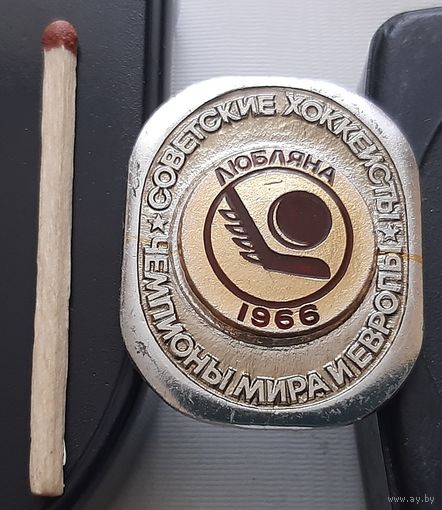 СОВЕТСКИЕ ХОККЕИСТЫ
ЧЕМПИОНЫ МИРА И ЕВРОПЫ
ЛЮБЛЯНА
1966
www.ay.by